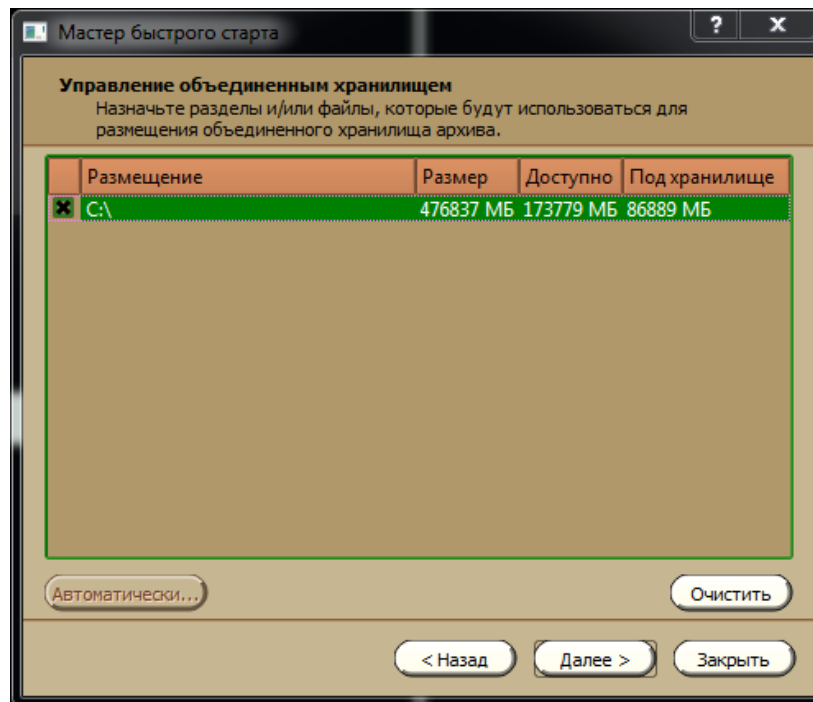 Мастер быстрого старта
? x
Управление объединенным хранилищем
Назначьте разделы и/или файлы, которые будут использоваться для
размещения объединенного хранилища архива.
Размещение Размер Доступно Под хранилище
C:\ 476837 МБ 173779 МБ 86889 МБ
Автоматически... Очистить
< Назад Далее > Закрыть